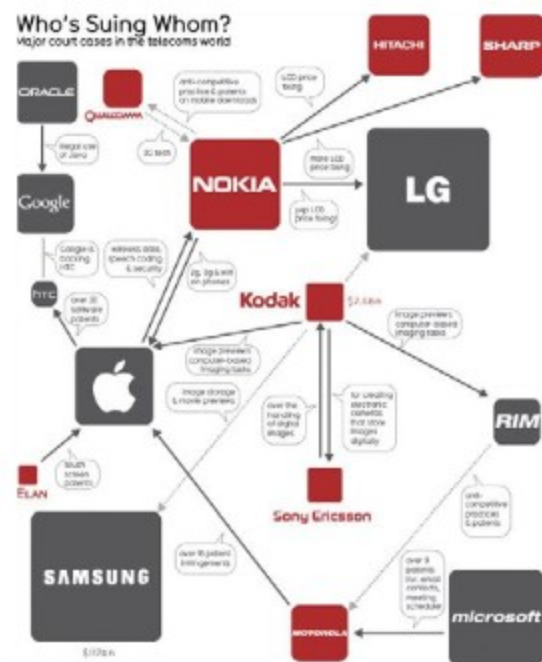 Who's Suing Whom?
Major court cases in the telecoms world
HITACHI
SHARP
ORACLE
QUALCOMM
anti-competitive
practice & patents
on mobile downloads
LCD price
fixing
illegal use
of Java
3G tech
NOKIA
more LCD
price fixing
LG
yup, LCD
price fixing!
Google
Google is
backing
HTC
wireless data,
speech coding
& security
2g, 3g & wifi
on phones
htc
over 20
software
patents
Kodak
image previews
computer-based
imaging tasks
image previews
computer-based
imaging tasks
image storage
& movie previews
over the
handling
of digital
images
for creating
electronic
cameras
that store
images
digitally
RIM
ELAN
touch
screen
patents
Sony Ericsson
anti-
competitive
practices
& patents
SAMSUNG
over 18 patent
infringements
over 9
patents
for email
contacts,
meeting
scheduler
MOTOROLA
microsoft